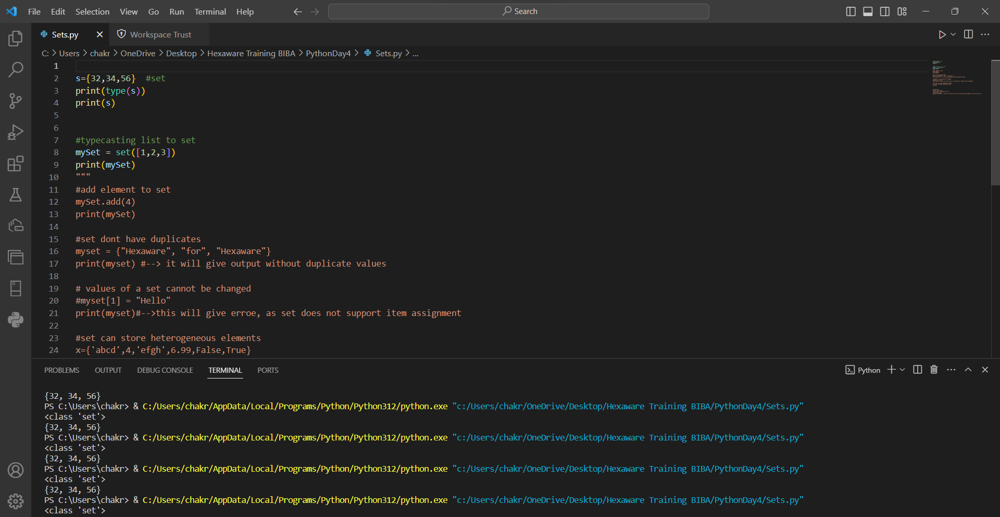 File Edit Selection View Go Run Terminal Help Search
Sets.py Workspace Trust
C: > Users > chakr > OneDrive > Desktop > Hexaware Training BIBA > PythonDay4 > Sets.py > ...
1
2 s={32,34,56}  #set
3 print(type(s))
4 print(s)
5
6
7 #typecasting list to set
8 mySet = set([1,2,3])
9 print(mySet)
10 """
11 #add element to set
12 mySet.add(4)
13 print(mySet)
14
15 #set dont have duplicates
16 myset = {"Hexaware", "for", "Hexaware"}
17 print(myset) #--> it will give output without duplicate values
18
19 # values of a set cannot be changed
20 #myset[1] = "Hello"
21 print(myset)#-->this will give erroe, as set does not support item assignment
22
23 #set can store heterogeneous elements
24 x={'abcd',4,'efgh',6.99,False,True}
PROBLEMS OUTPUT DEBUG CONSOLE TERMINAL PORTS Python
{32, 34, 56}
PS C:\Users\chakr> & C:/Users/chakr/AppData/Local/Programs/Python/Python312/python.exe "c:/Users/chakr/OneDrive/Desktop/Hexaware Training BIBA/PythonDay4/Sets.py"
<class 'set'>
{32, 34, 56}
PS C:\Users\chakr> & C:/Users/chakr/AppData/Local/Programs/Python/Python312/python.exe "c:/Users/chakr/OneDrive/Desktop/Hexaware Training BIBA/PythonDay4/Sets.py"
<class 'set'>
{32, 34, 56}
PS C:\Users\chakr> & C:/Users/chakr/AppData/Local/Programs/Python/Python312/python.exe "c:/Users/chakr/OneDrive/Desktop/Hexaware Training BIBA/PythonDay4/Sets.py"
<class 'set'>
{32, 34, 56}
PS C:\Users\chakr> & C:/Users/chakr/AppData/Local/Programs/Python/Python312/python.exe "c:/Users/chakr/OneDrive/Desktop/Hexaware Training BIBA/PythonDay4/Sets.py"
<class 'set'>